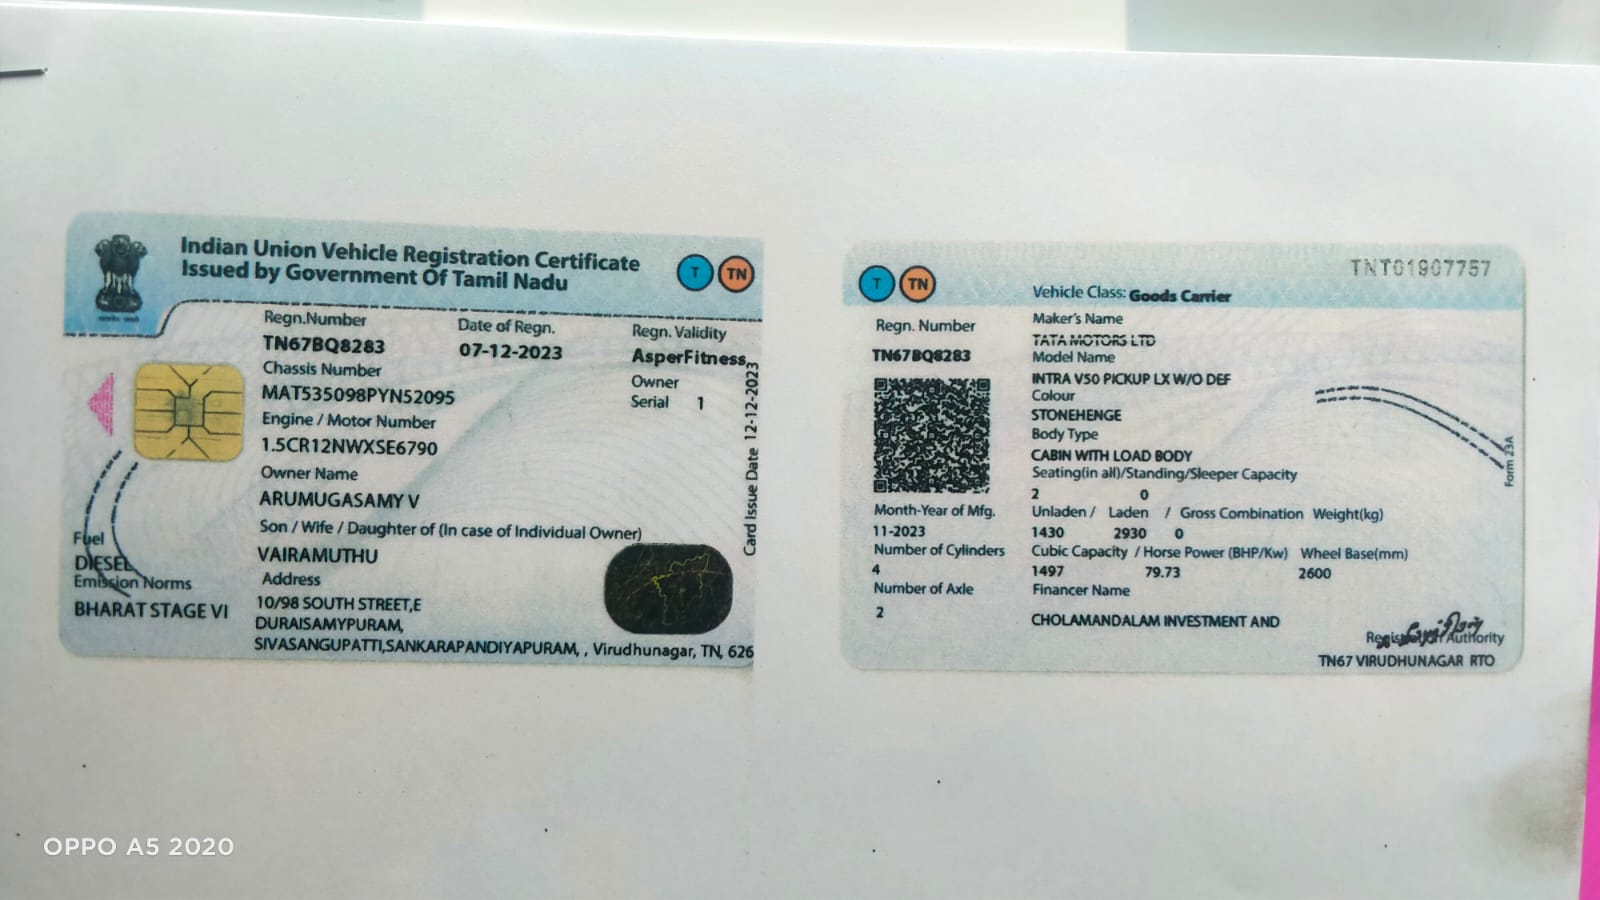 Indian Union Vehicle Registration Certificate
Issued by Government Of Tamil Nadu
T TN
Regn.Number Date of Regn. Regn. Validity
TN67BQ8283 07-12-2023 AsperFitness
Chassis Number Owner
MAT535098PYN52095 Serial 1
Engine / Motor Number
1.5CR12NWXSE6790
Owner Name
ARUMUGASAMY V
Son / Wife / Daughter of (In case of Individual Owner)
VAIRAMUTHU
Address
10/98 SOUTH STREET,E
DURAISAMYPURAM,
SIVASANGUPATTI,SANKARAPANDIYAPURAM, , Virudhunagar, TN, 626
Fuel
DIESEL
Emission Norms
BHARAT STAGE VI
Card Issue Date 12-12-2023
TNT01907757
T TN
Vehicle Class: Goods Carrier
Regn. Number
TN67BQ8283
Maker's Name
TATA MOTORS LTD
Model Name
INTRA V50 PICKUP LX W/O DEF
Colour
STONEHENGE
Body Type
CABIN WITH LOAD BODY
Seating(in all)/Standing/Sleeper Capacity
2 0
Month-Year of Mfg.
11-2023
Unladen / Laden / Gross Combination Weight(kg)
1430 2930 0
Number of Cylinders
4
Cubic Capacity / Horse Power (BHP/Kw) Wheel Base(mm)
1497 79.73 2600
Number of Axle
2
Financer Name
CHOLAMANDALAM INVESTMENT AND
Form 23A
Registration Authority
TN67 VIRUDHUNAGAR RTO
OPPO A5 2020